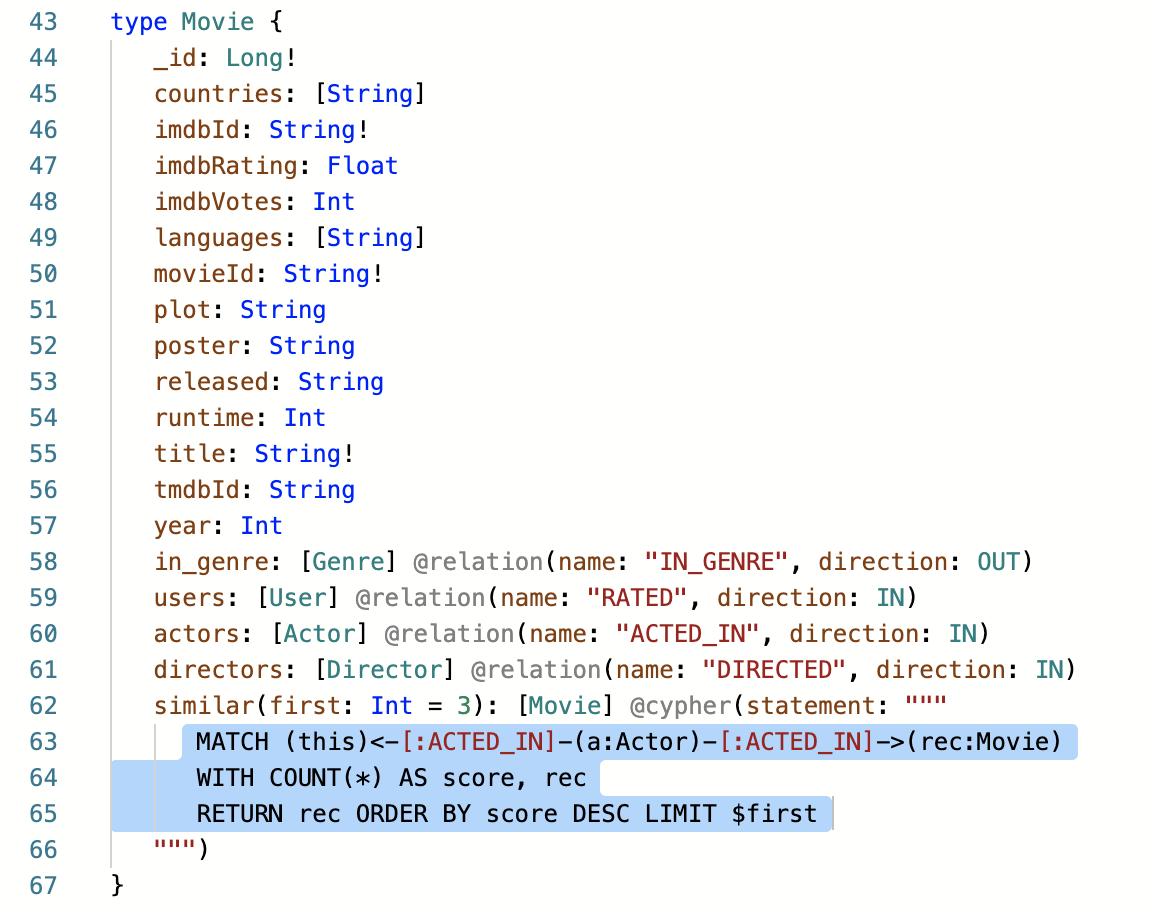 43 type Movie {
44 _id: Long!
45 countries: [String]
46 imdbId: String!
47 imdbRating: Float
48 imdbVotes: Int
49 languages: [String]
50 movieId: String!
51 plot: String
52 poster: String
53 released: String
54 runtime: Int
55 title: String!
56 tmdbId: String
57 year: Int
58 in_genre: [Genre] @relation(name: "IN_GENRE", direction: OUT)
59 users: [User] @relation(name: "RATED", direction: IN)
60 actors: [Actor] @relation(name: "ACTED_IN", direction: IN)
61 directors: [Director] @relation(name: "DIRECTED", direction: IN)
62 similar(first: Int = 3): [Movie] @cypher(statement: """
63 MATCH (this)<-[:ACTED_IN]-(a:Actor)-[:ACTED_IN]->(rec:Movie)
64 WITH COUNT(*) AS score, rec
65 RETURN rec ORDER BY score DESC LIMIT $first
66 """)
67 }